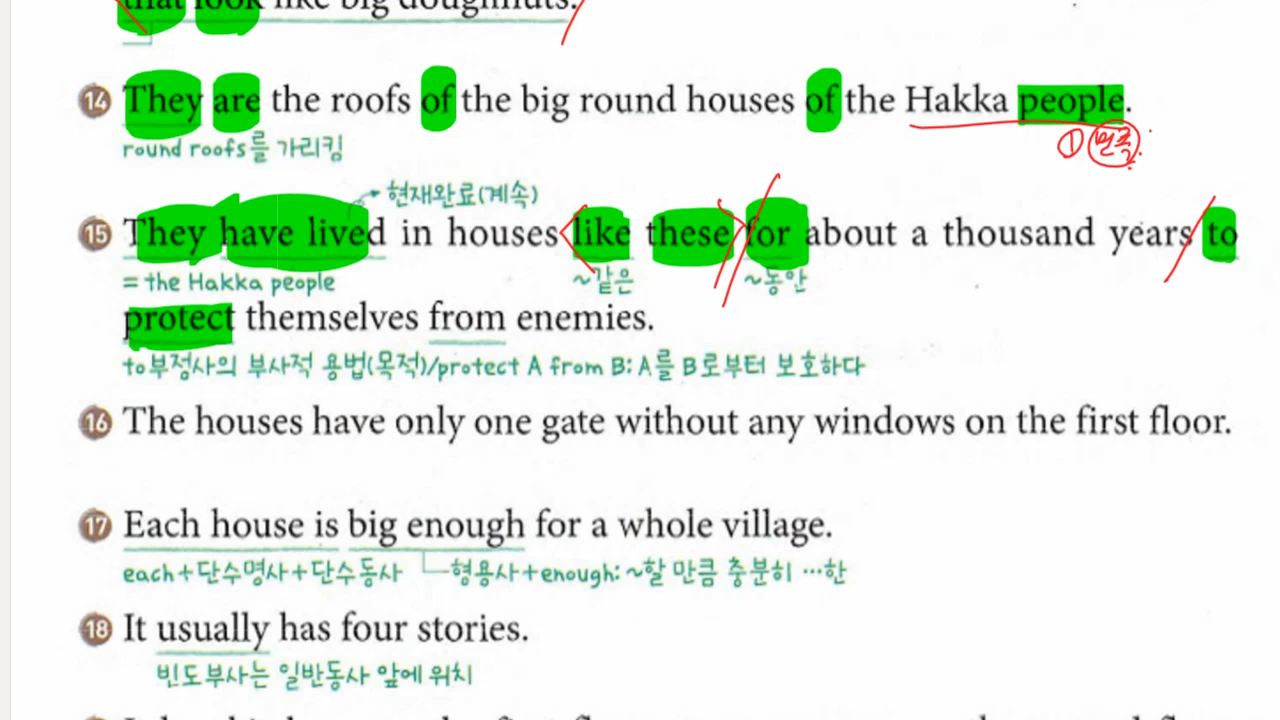 that look like big doughnuts.
14 They are the roofs of the big round houses of the Hakka people.
round roofs를 가리킴
① 민족
현재완료(계속)
15 They have lived in houses like these for about a thousand years to
= the Hakka people ~같은 ~동안
protect themselves from enemies.
to부정사의 부사적 용법(목적)/protect A from B: A를 B로부터 보호하다
16 The houses have only one gate without any windows on the first floor.
17 Each house is big enough for a whole village.
each+단수명사+단수동사 형용사+enough: ~할 만큼 충분히 …한
18 It usually has four stories.
빈도부사는 일반동사 앞에 위치